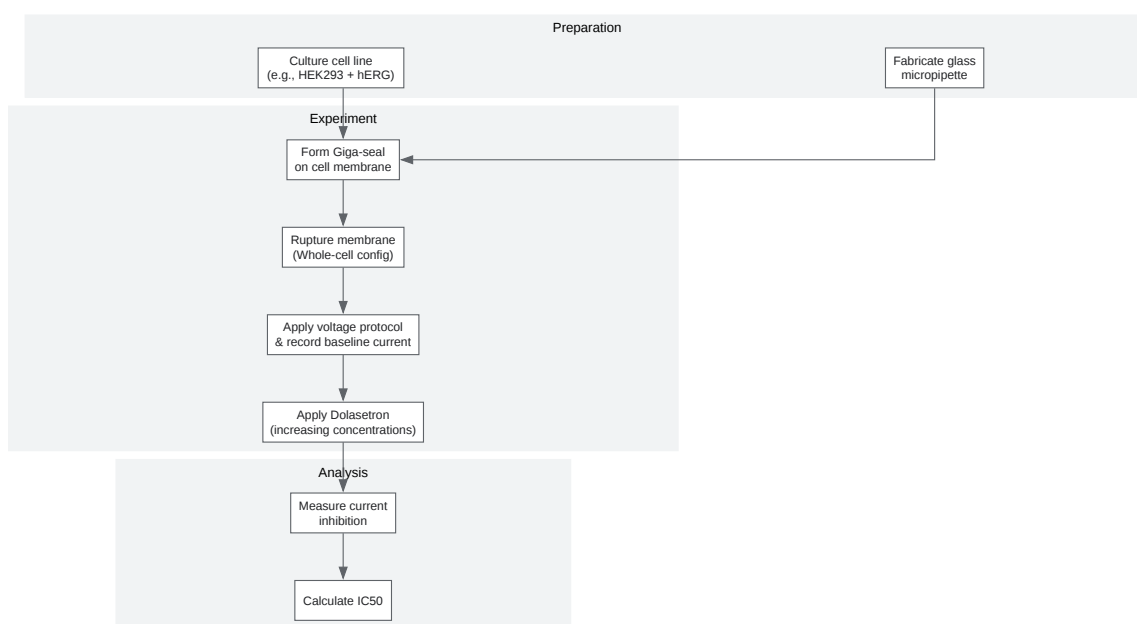 Preparation
Culture cell line
(e.g., HEK293 + hERG)
Fabricate glass
micropipette
Experiment
Form Giga-seal
on cell membrane
Rupture membrane
(Whole-cell config)
Apply voltage protocol
& record baseline current
Apply Dolasetron
(increasing concentrations)
Analysis
Measure current
inhibition
Calculate IC50